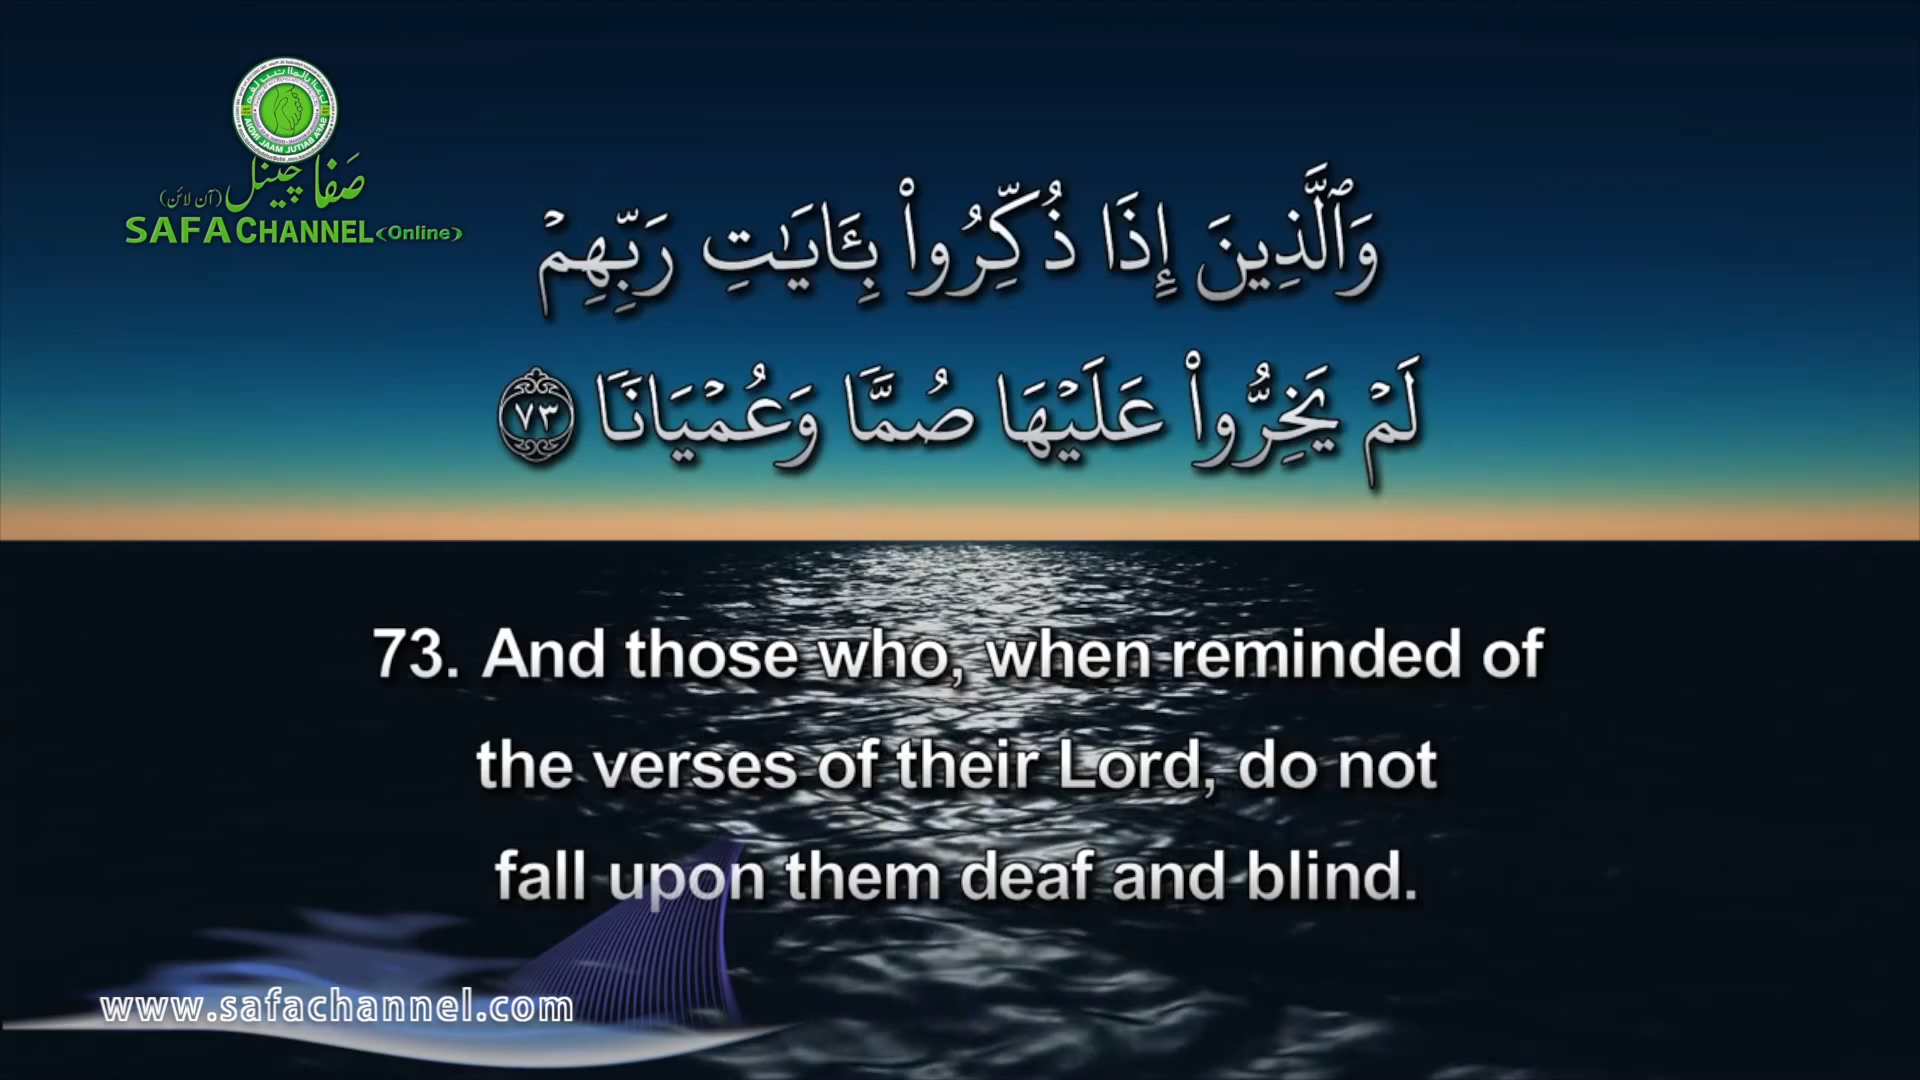 صَفا چینل (آن لائن)
SAFA CHANNEL (Online)
وَٱلَّذِينَ إِذَا ذُكِّرُوا۟ بِـَٔايَـٰتِ رَبِّهِمْ
لَمْ يَخِرُّوا۟ عَلَيْهَا صُمًّا وَعُمْيَانًا ٧٣
73. And those who, when reminded of
the verses of their Lord, do not
fall upon them deaf and blind.
www.safachannel.com